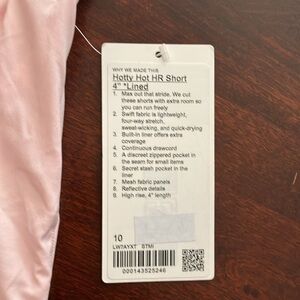 WHY WE MADE THIS
Hotty Hot HR Short
4" *Lined
1. Max out that stride. We cut
these shorts with extra room so
you can run freely
2. Swift fabric is lightweight,
four-way stretch,
sweat-wicking, and quick-drying
3. Built-in liner offers extra
coverage
4. Continuous drawcord
5. A discreet zippered pocket in
the seam for small items
6. Secret stash pocket in the
liner
7. Mesh fabric panels
8. Reflective details
9. High rise, 4" length
10
LW7AYXT STMI
000143525246